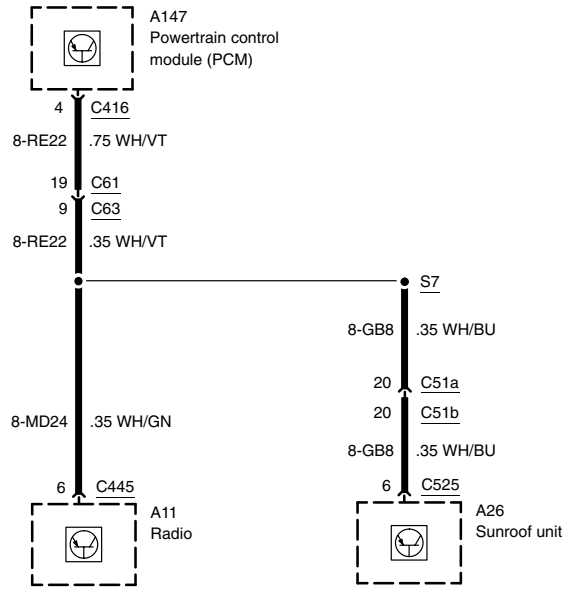 A147
Powertrain control
module (PCM)
4 C416
8-RE22 .75 WH/VT
19 C61
9 C63
8-RE22 .35 WH/VT
S7
8-GB8 .35 WH/BU
20 C51a
20 C51b
8-MD24 .35 WH/GN
8-GB8 .35 WH/BU
6 C445
6 C525
A11
Radio
A26
Sunroof unit